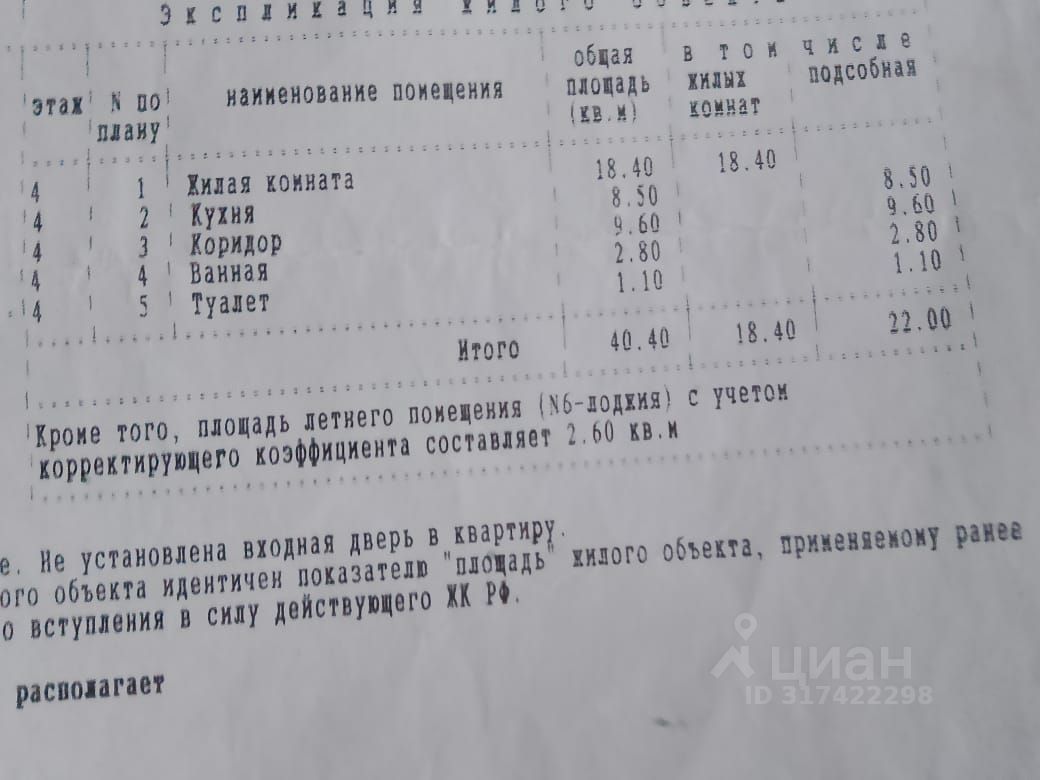 Экспликация жилого
общая в том числе
этаж N по наименование помещения площадь жилых подсобная
плану (кв.м) комнат
4 1 Жилая комната 18.40 18.40
4 2 Кухня 8.50 8.50
4 3 Коридор 9.60 9.60
4 4 Ванная 2.80 2.80
4 5 Туалет 1.10 1.10
Итого 40.40 18.40 22.00
Кроме того, площадь летнего помещения (N6-лоджия) с учетом
корректирующего коэффициента составляет 2.60 кв.м
е. Не установлена входная дверь в квартиру.
ого объекта идентичен показателю "площадь" жилого объекта, применяемому ранее
о вступления в силу действующего ЖК РФ.
располагает
циан
ID 317422298